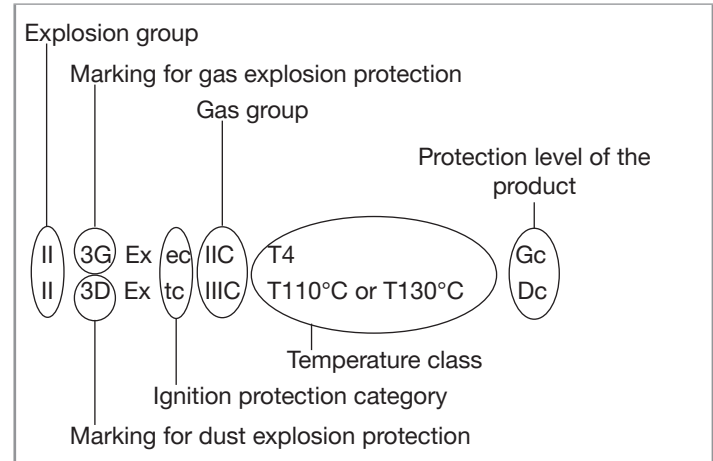 Explosion group
Marking for gas explosion protection
Gas group
Protection level of the
product
II 3G Ex ec IIC T4 Gc
II 3D Ex tc IIIC T110°C or T130°C Dc
Temperature class
Ignition protection category
Marking for dust explosion protection